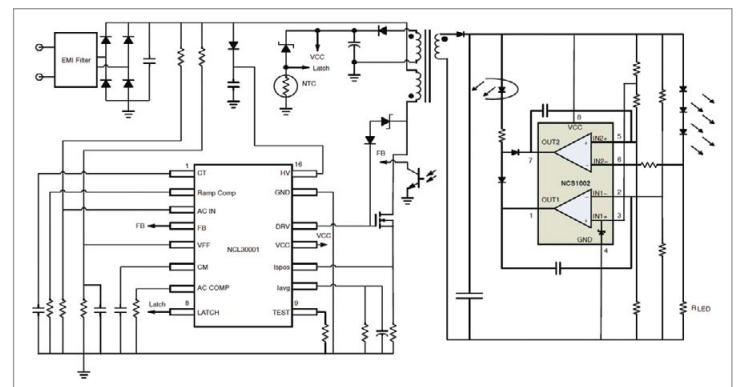 EMI Filter
VCC
Latch
NTC
FB
1
16
CT
HV
Ramp Comp
GND
AC IN
FB
FB
DRV
VCC
VFF
VCC
NCL30001
CM
Ispos
AC COMP
Iavg
Latch
8
9
LATCH
TEST
8
VCC
5
OUT2
IN2+
7
IN2−
6
NCS1002
OUT1
IN1−
2
1
IN1+
3
GND
4
RLED